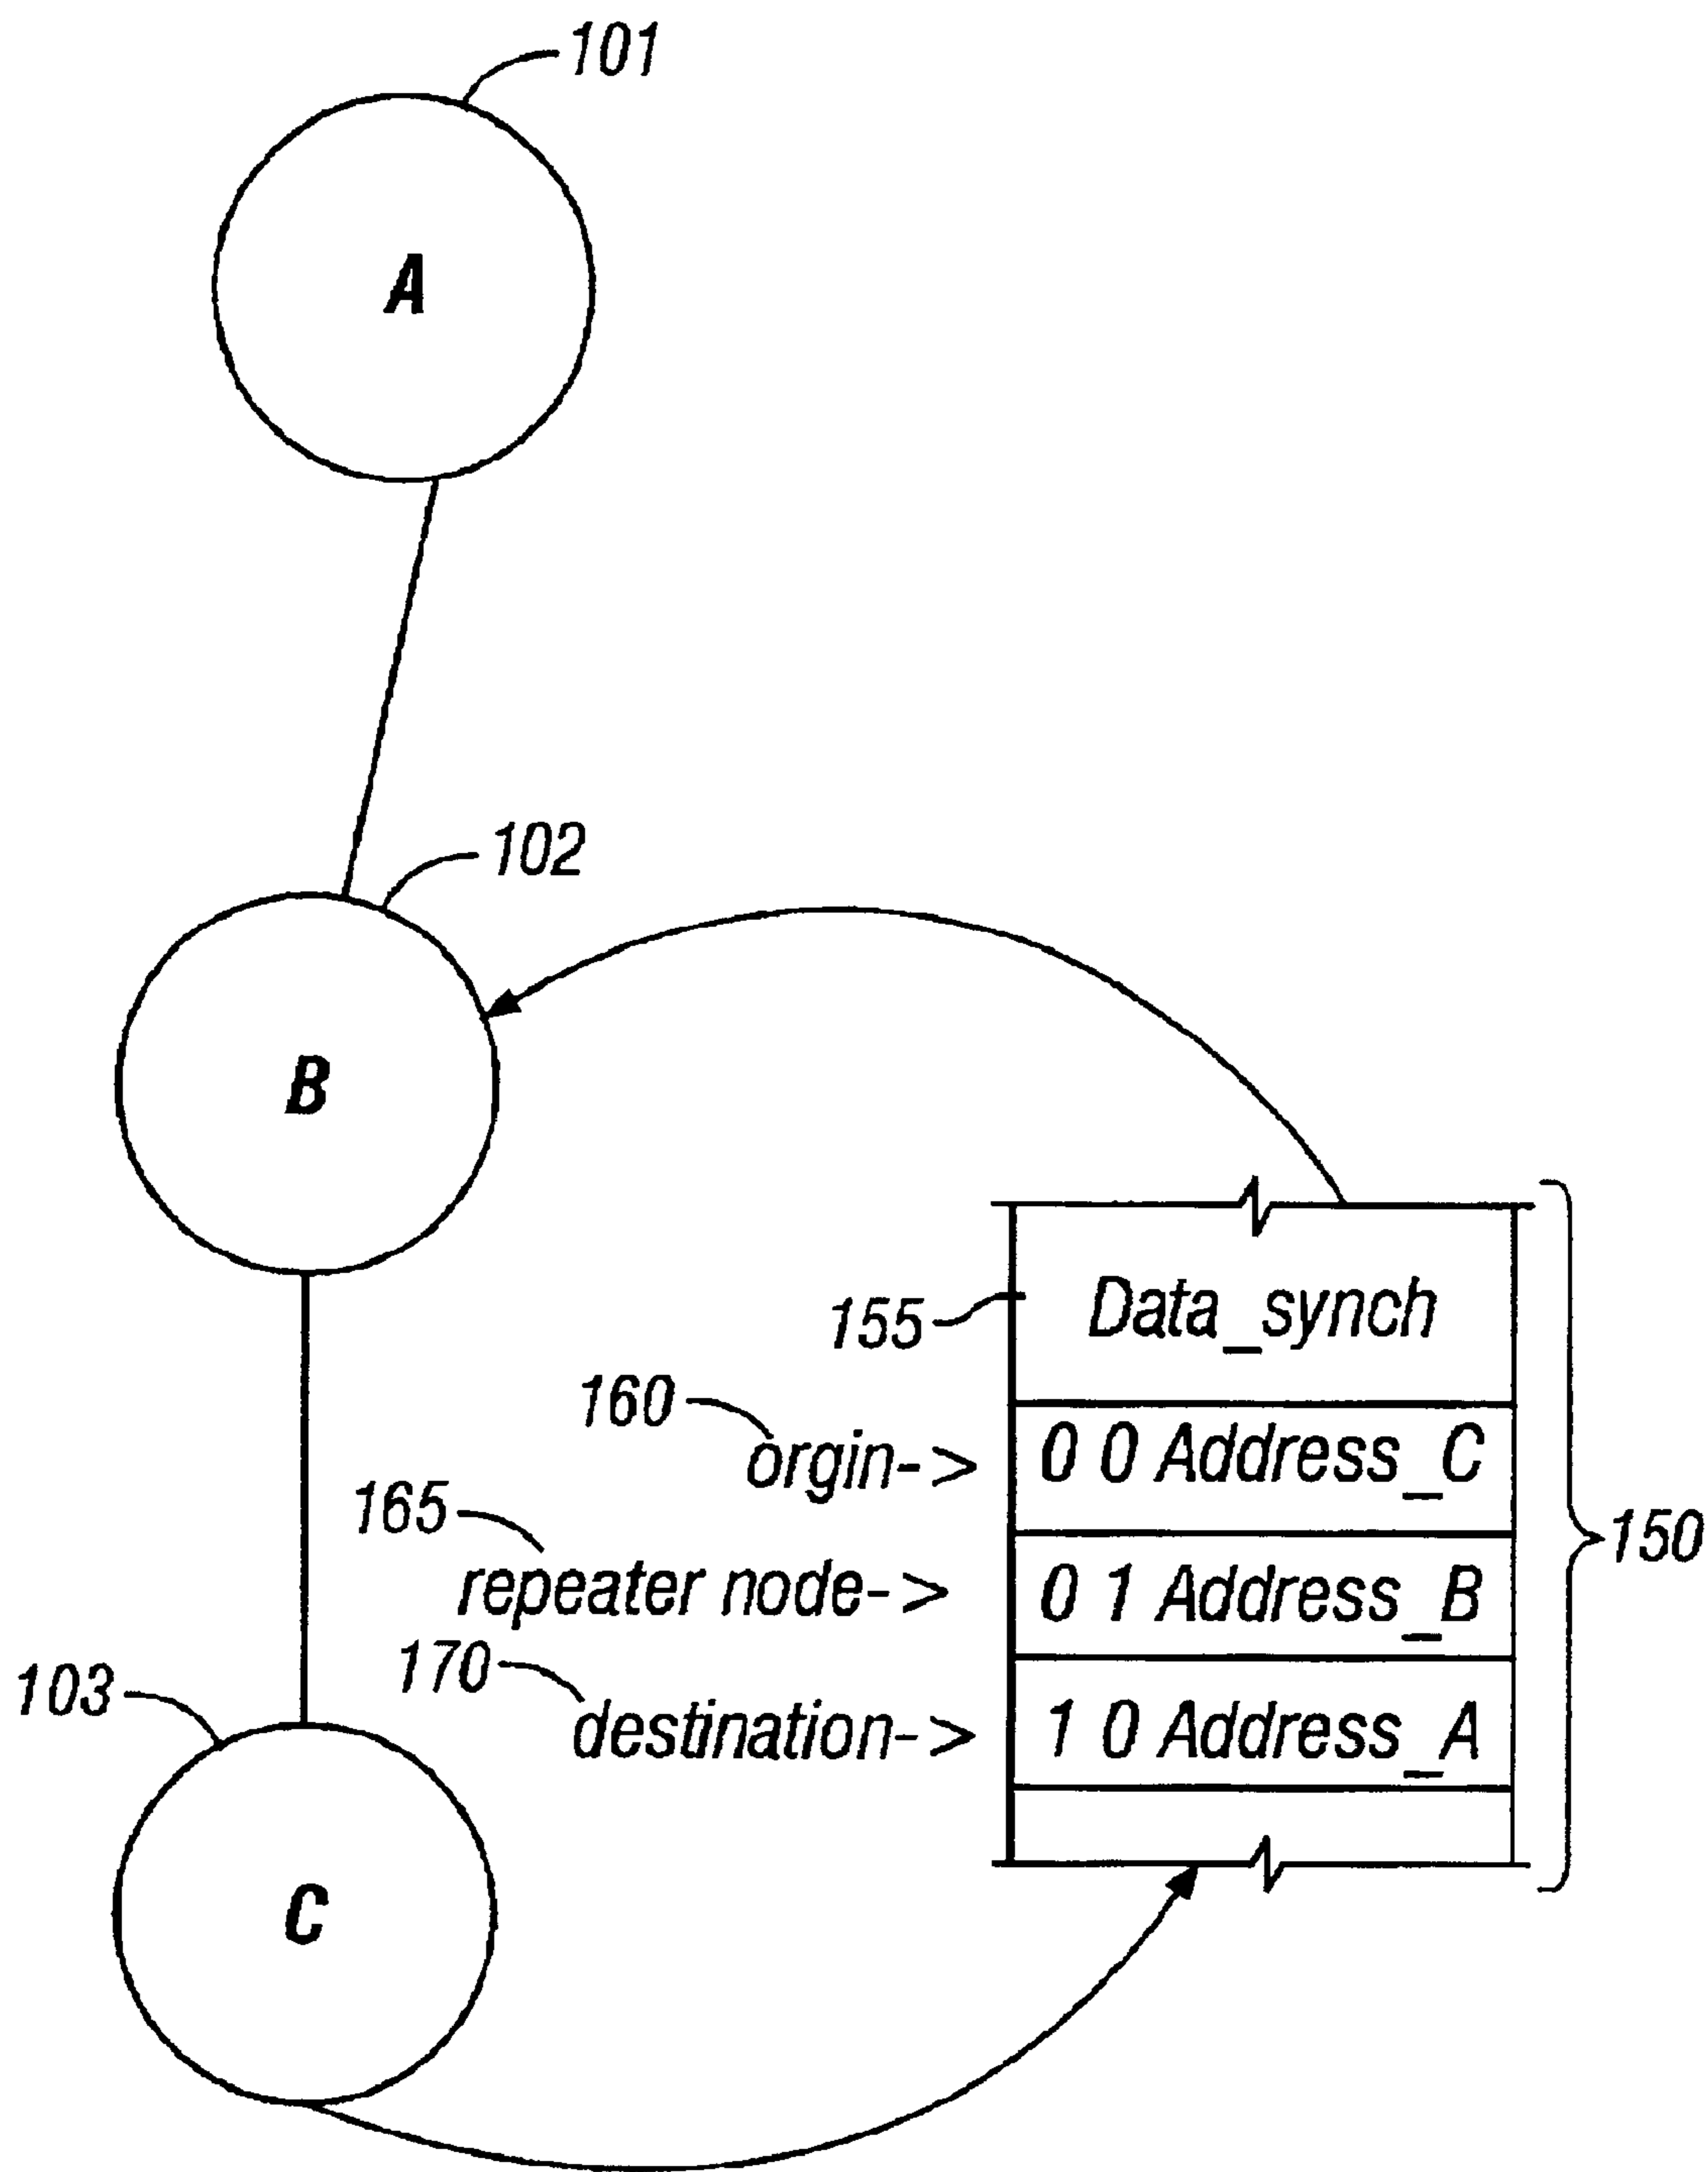 101
A
102
B
155
Data_synch
160
orgin->
0 0 Address_C
165
repeater node->
0 1 Address_B
150
170
destination->
1 0 Address_A
103
C